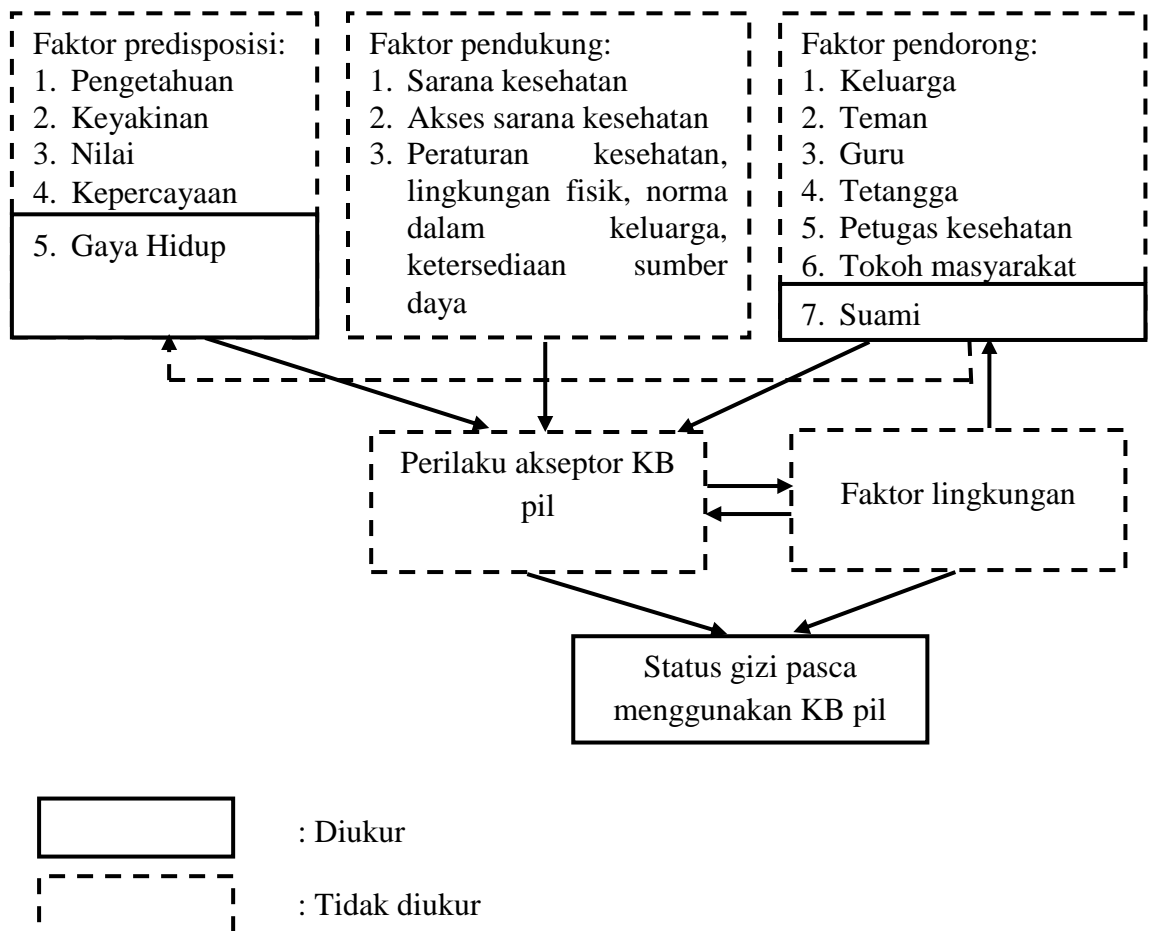 Faktor predisposisi:
1. Pengetahuan
2. Keyakinan
3. Nilai
4. Kepercayaan
5. Gaya Hidup
Faktor pendukung:
1. Sarana kesehatan
2. Akses sarana kesehatan
3. Peraturan kesehatan,
lingkungan fisik, norma
dalam keluarga,
ketersediaan sumber
daya
Faktor pendorong:
1. Keluarga
2. Teman
3. Guru
4. Tetangga
5. Petugas kesehatan
6. Tokoh masyarakat
7. Suami
Perilaku akseptor KB
pil
Faktor lingkungan
Status gizi pasca
menggunakan KB pil
: Diukur
: Tidak diukur